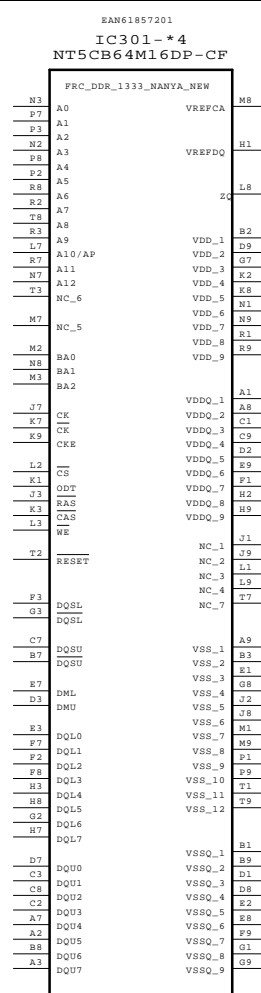 EAN61857201
IC301-*4
NT5CB64M16DP-CF
FRC_DDR_1333_NANYA_NEW
N3 A0
P7 A1
P3 A2
N2 A3
P8 A4
P2 A5
R8 A6
R2 A7
T8 A8
R3 A9
L7 A10/AP
R7 A11
N7 A12
T3 NC_6
M7 NC_5
M2 BA0
N8 BA1
M3 BA2
J7 CK
K7 CK
K9 CKE
L2 CS
K1 ODT
J3 RAS
K3 CAS
L3 WE
T2 RESET
F3 DQSL
G3 DQSL
C7 DQSU
B7 DQSU
E7 DML
D3 DMU
E3 DQL0
F7 DQL1
F2 DQL2
F8 DQL3
H3 DQL4
H8 DQL5
G2 DQL6
H7 DQL7
D7 DQU0
C3 DQU1
C8 DQU2
C2 DQU3
A7 DQU4
A2 DQU5
B8 DQU6
A3 DQU7
VREFCA M8
VREFDQ H1
ZQ L8
VDD_1 B2
VDD_2 D9
VDD_3 G7
VDD_4 K2
VDD_5 K8
VDD_6 N1
VDD_7 N9
VDD_8 R1
VDD_9 R9
VDDQ_1 A1
VDDQ_2 A8
VDDQ_3 C1
VDDQ_4 C9
VDDQ_5 D2
VDDQ_6 E9
VDDQ_7 F1
VDDQ_8 H2
VDDQ_9 H9
NC_1 J1
NC_2 J9
NC_3 L1
NC_4 L9
NC_7 T7
VSS_1 A9
VSS_2 B3
VSS_3 E1
VSS_4 G8
VSS_5 J2
VSS_6 J8
VSS_7 M1
VSS_8 M9
VSS_9 P1
VSS_10 P9
VSS_11 T1
VSS_12 T9
VSSQ_1 B1
VSSQ_2 B9
VSSQ_3 D1
VSSQ_4 D8
VSSQ_5 E2
VSSQ_6 E8
VSSQ_7 F9
VSSQ_8 G1
VSSQ_9 G9